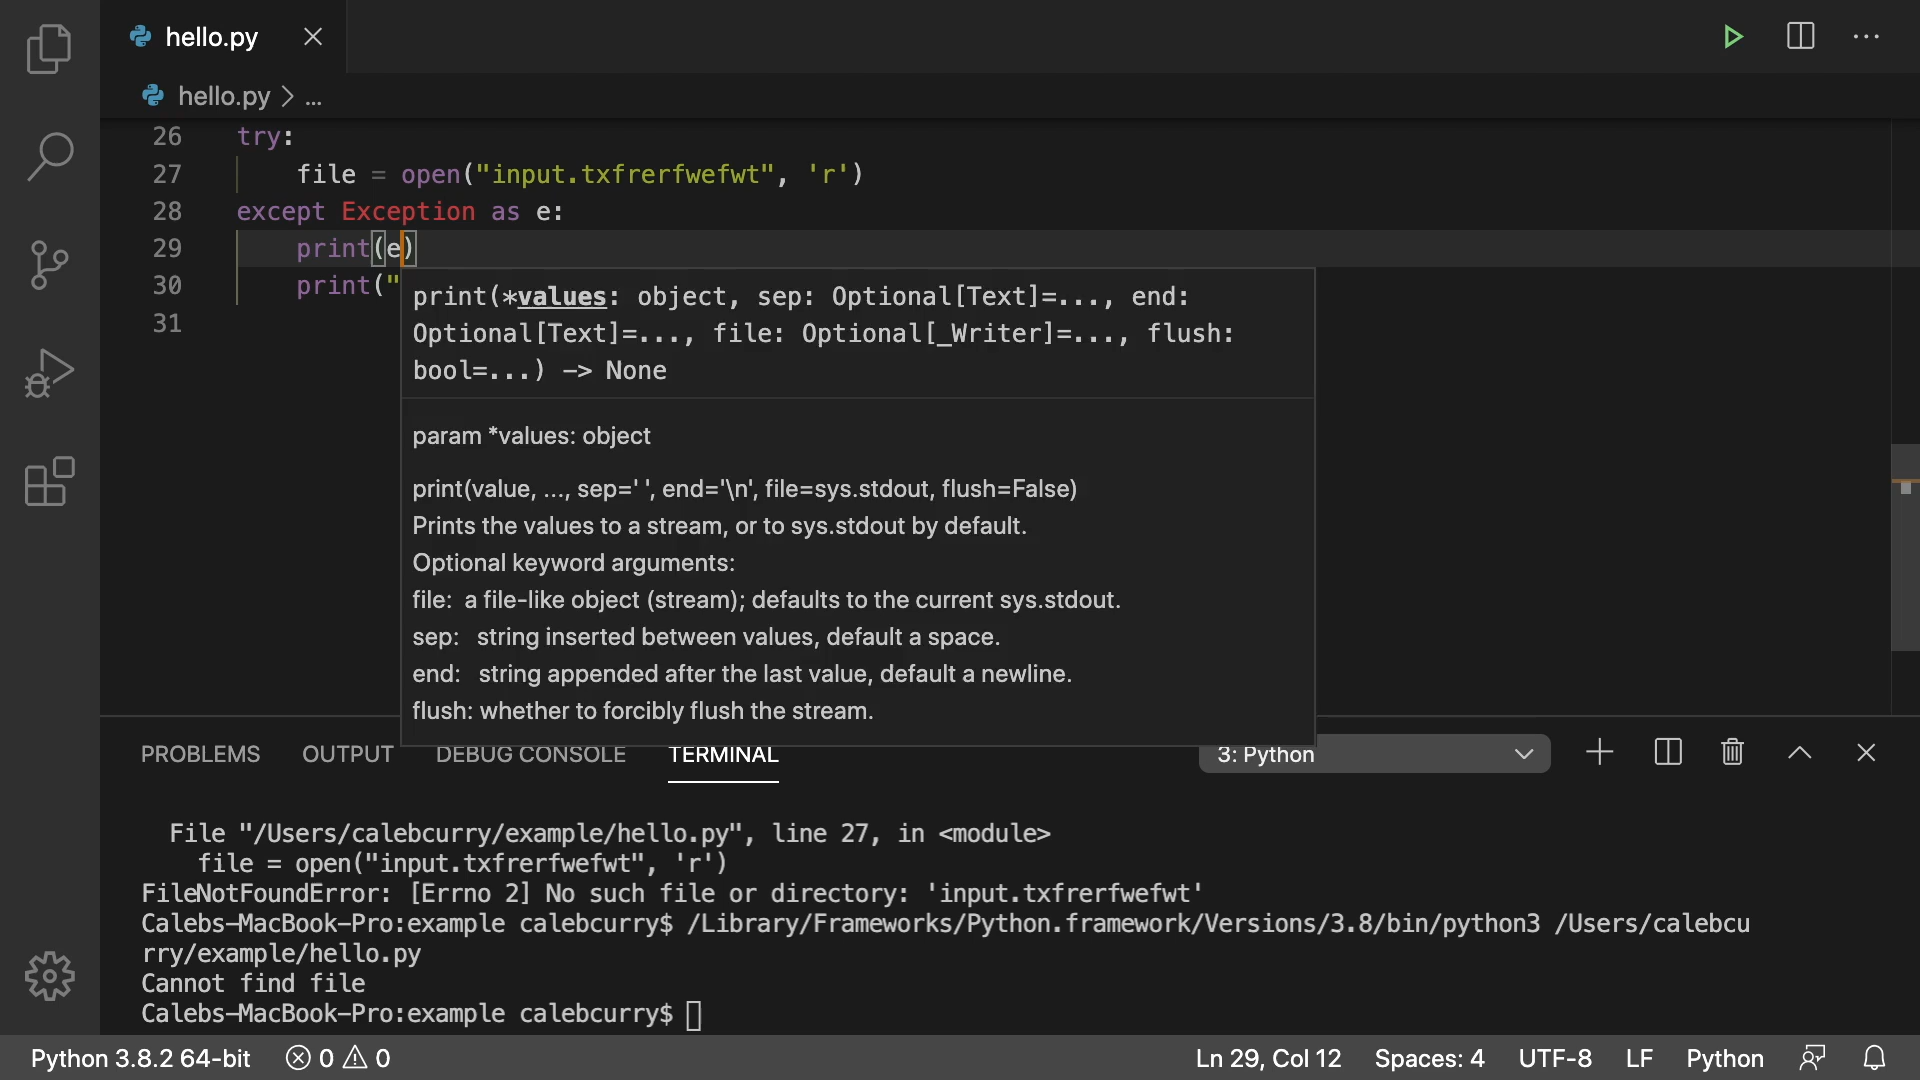 hello.py
hello.py > ...
26 try:
27 file = open("input.txfrerfwefwt", 'r')
28 except Exception as e:
29 print(e)
30 print("
31
print(*values: object, sep: Optional[Text]=..., end:
Optional[Text]=..., file: Optional[_Writer]=..., flush:
bool=...) -> None
param *values: object
print(value, ..., sep=' ', end='\n', file=sys.stdout, flush=False)
Prints the values to a stream, or to sys.stdout by default.
Optional keyword arguments:
file: a file-like object (stream); defaults to the current sys.stdout.
sep: string inserted between values, default a space.
end: string appended after the last value, default a newline.
flush: whether to forcibly flush the stream.
PROBLEMS OUTPUT DEBUG CONSOLE TERMINAL 3: Python
File "/Users/calebcurry/example/hello.py", line 27, in <module>
file = open("input.txfrerfwefwt", 'r')
FileNotFoundError: [Errno 2] No such file or directory: 'input.txfrerfwefwt'
Calebs-MacBook-Pro:example calebcurry$ /Library/Frameworks/Python.framework/Versions/3.8/bin/python3 /Users/calebcu
rry/example/hello.py
Cannot find file
Calebs-MacBook-Pro:example calebcurry$
Python 3.8.2 64-bit 0 0 Ln 29, Col 12 Spaces: 4 UTF-8 LF Python